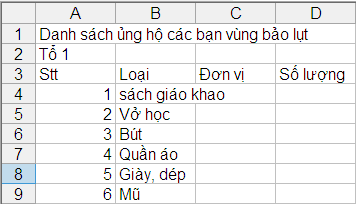 A B C D
1 Danh sách ủng hộ các bạn vùng bảo lụt
2 Tổ 1
3 Stt Loại Đơn vị Số lượng
4 1 sách giáo khao
5 2 Vở học
6 3 Bút
7 4 Quần áo
8 5 Giày, dép
9 6 Mũ